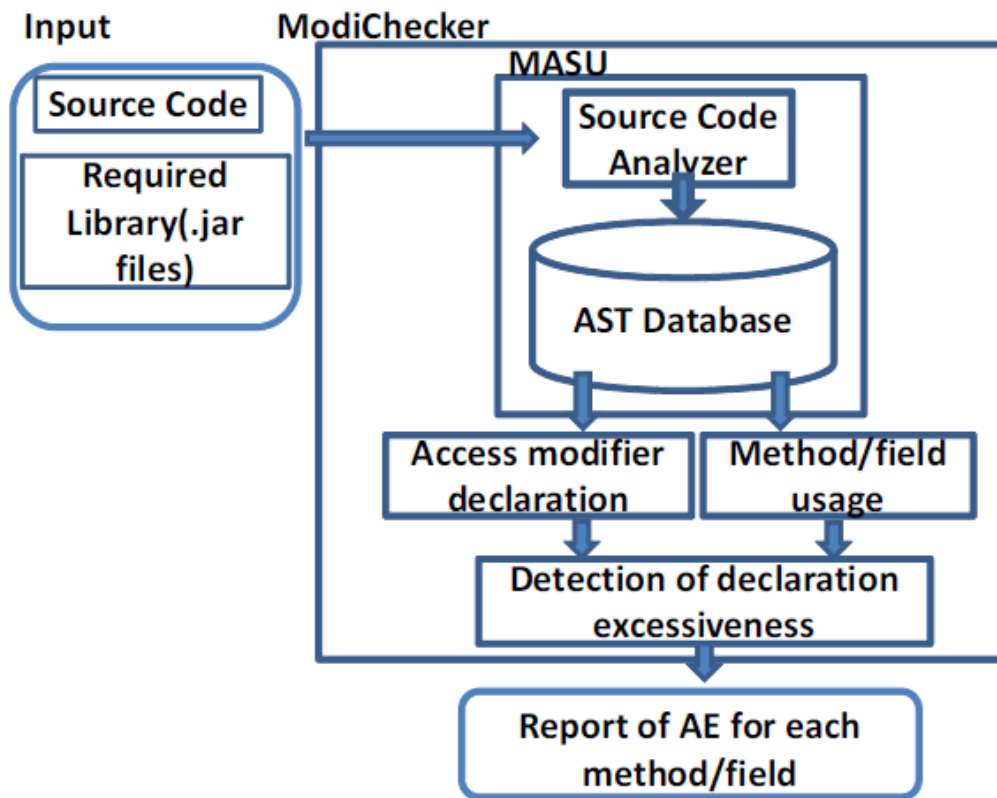 Input
ModiChecker
MASU
Source Code
Required
Library(.jar
files)
Source Code
Analyzer
AST Database
Access modifier
declaration
Method/field
usage
Detection of declaration
excessiveness
Report of AE for each
method/field